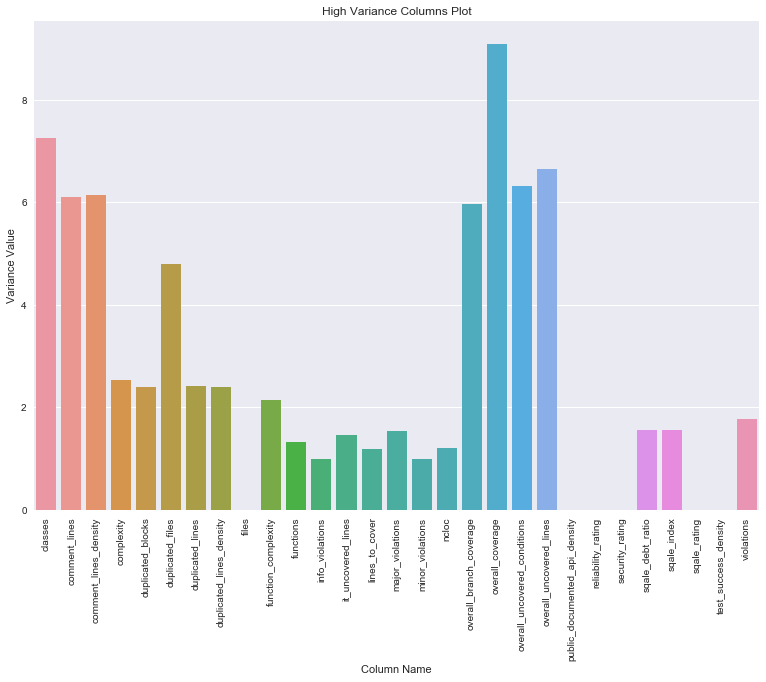 High Variance Columns Plot
Variance Value
8
6
4
2
0
classes
comment_lines
comment_lines_density
complexity
duplicated_blocks
duplicated_files
duplicated_lines
duplicated_lines_density
files
function_complexity
functions
info_violations
it_uncovered_lines
lines_to_cover
major_violations
minor_violations
ncloc
overall_branch_coverage
overall_coverage
overall_uncovered_conditions
overall_uncovered_lines
public_documented_api_density
reliability_rating
security_rating
sqale_debt_ratio
sqale_index
sqale_rating
test_success_density
violations
Column Name